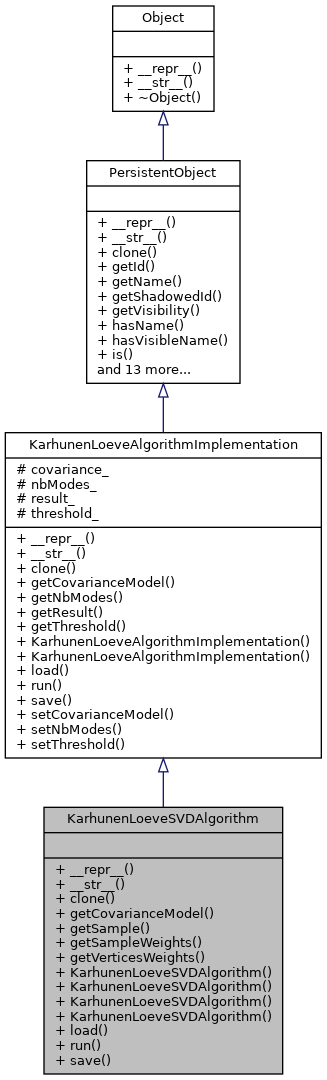 Object
+ __repr__()
+ __str__()
+ ~Object()
PersistentObject
+ __repr__()
+ __str__()
+ clone()
+ getId()
+ getName()
+ getShadowedId()
+ getVisibility()
+ hasName()
+ hasVisibleName()
+ is()
and 13 more...
KarhunenLoeveAlgorithmImplementation
# covariance_
# nbModes_
# result_
# threshold_
+ __repr__()
+ __str__()
+ clone()
+ getCovarianceModel()
+ getNbModes()
+ getResult()
+ getThreshold()
+ KarhunenLoeveAlgorithmImplementation()
+ KarhunenLoeveAlgorithmImplementation()
+ load()
+ run()
+ save()
+ setCovarianceModel()
+ setNbModes()
+ setThreshold()
KarhunenLoeveSVDAlgorithm
+ __repr__()
+ __str__()
+ clone()
+ getCovarianceModel()
+ getSample()
+ getSampleWeights()
+ getVerticesWeights()
+ KarhunenLoeveSVDAlgorithm()
+ KarhunenLoeveSVDAlgorithm()
+ KarhunenLoeveSVDAlgorithm()
+ KarhunenLoeveSVDAlgorithm()
+ load()
+ run()
+ save()